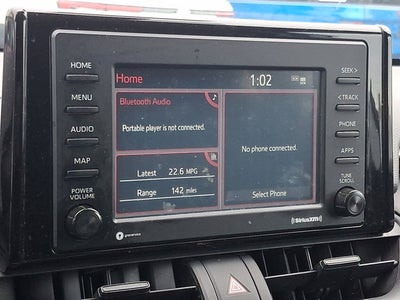 HOME
MENU
AUDIO
MAP
POWER
VOLUME
Home
1:02
Bluetooth Audio
Portable player is not connected.
Latest 22.6 MPG
Range 142 miles
No phone connected.
Select Phone
SEEK >
< TRACK
PHONE
APPS
TUNE
SCROLL
SiriusXM